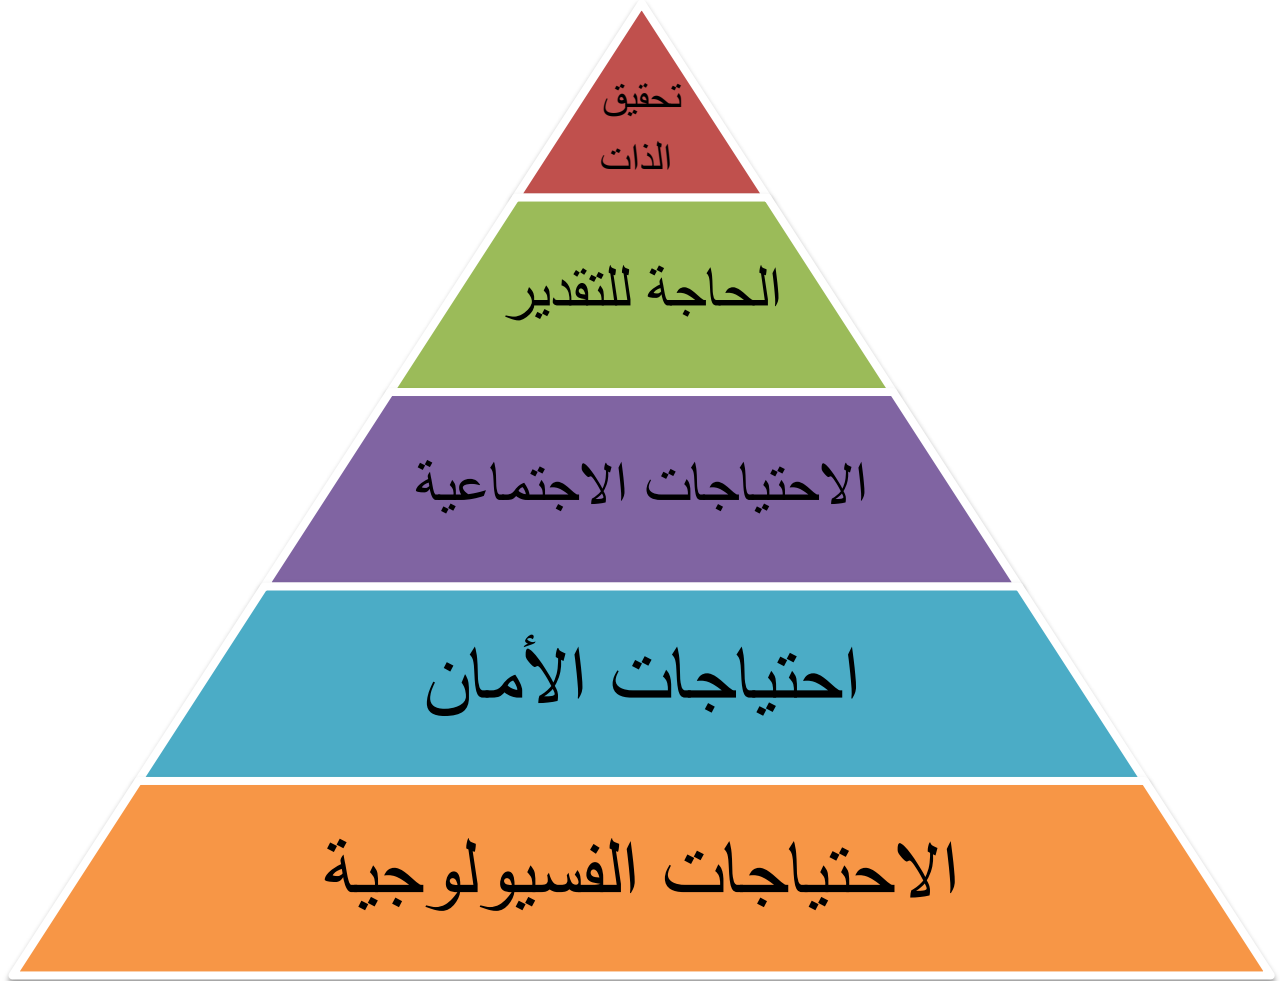 تحقيق
الذات
الحاجة للتقدير
الاحتياجات الاجتماعية
احتياجات الأمان
الاحتياجات الفسيولوجية